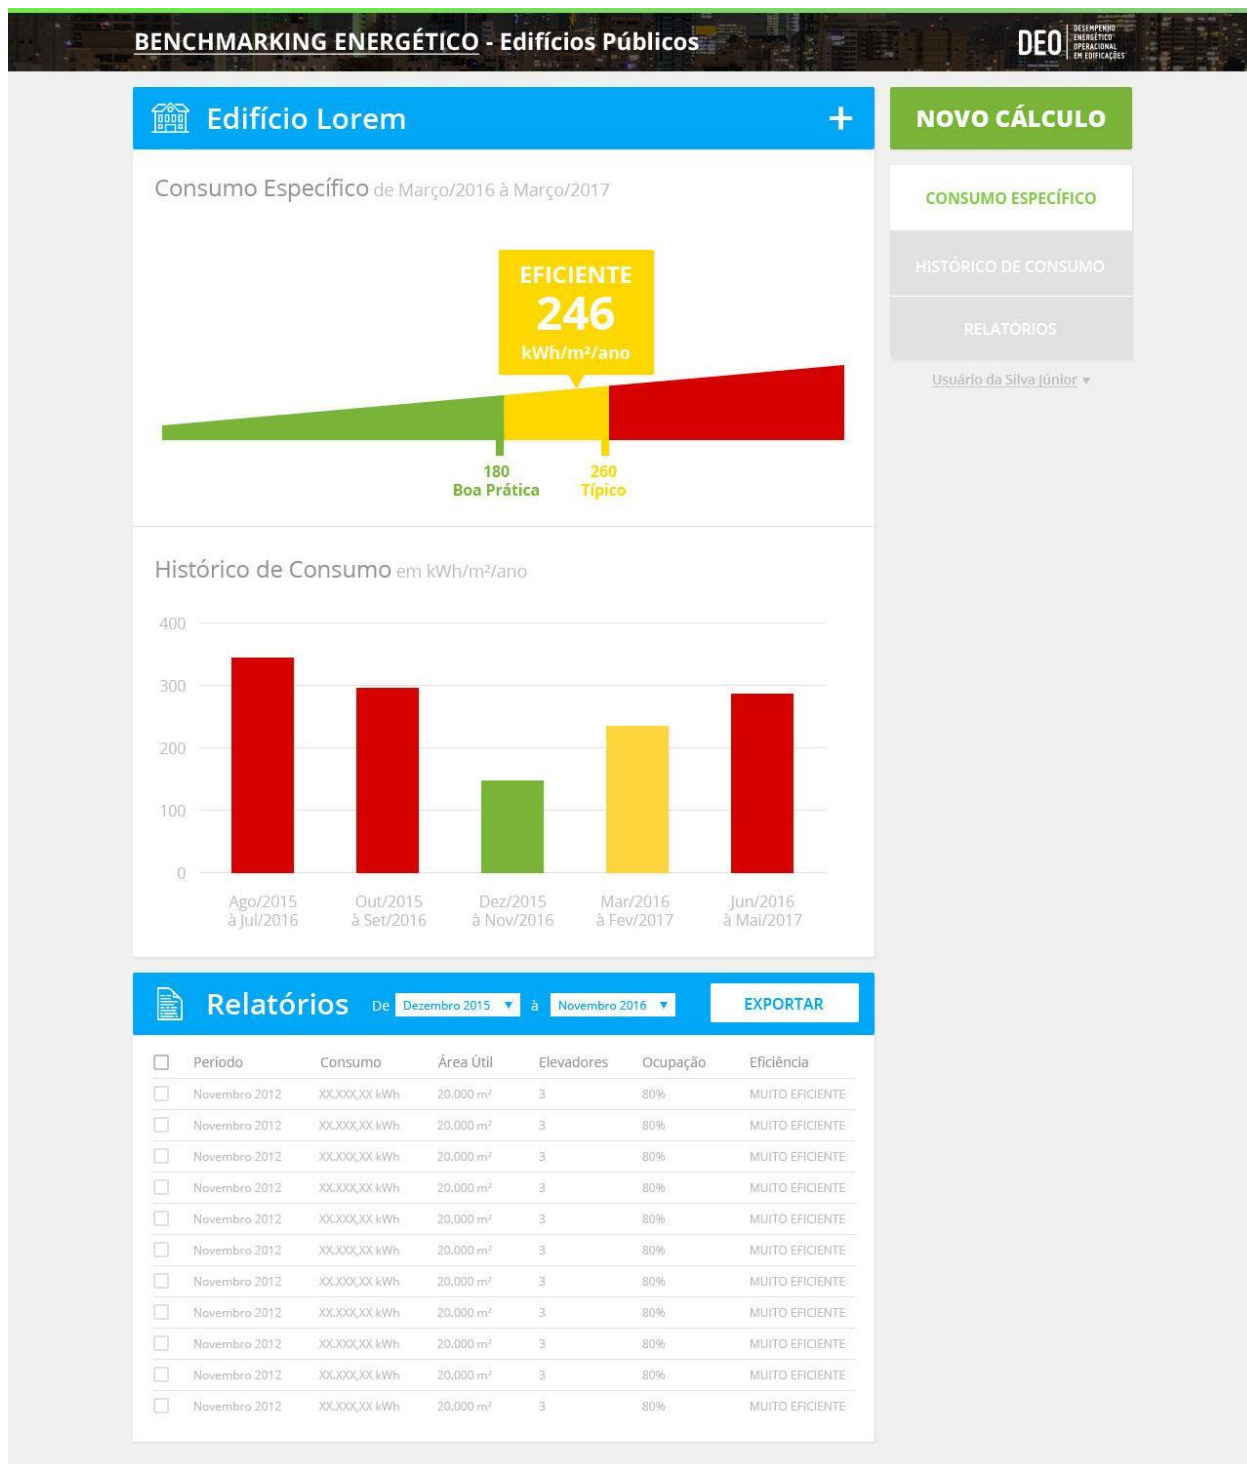 BENCHMARKING ENERGÉTICO - Edifícios Públicos
DEO
DESEMPENHO
ENERGÉTICO
OPERACIONAL
EM EDIFICAÇÕES
Edifício Lorem +
NOVO CÁLCULO
Consumo Específico de Março/2016 à Março/2017
CONSUMO ESPECÍFICO
HISTÓRICO DE CONSUMO
RELATÓRIOS
Usuário da Silva Júnior ▼
EFICIENTE
246
kWh/m²/ano
180
Boa Prática
260
Típico
Histórico de Consumo em kWh/m²/ano
400
300
200
100
0
Ago/2015
à Jul/2016
Out/2015
à Set/2016
Dez/2015
à Nov/2016
Mar/2016
à Fev/2017
Jun/2016
à Mai/2017
Relatórios De Dezembro 2015 ▼ à Novembro 2016 ▼ EXPORTAR
Período Consumo Área Útil Elevadores Ocupação Eficiência
Novembro 2012 XX.XXX,XX kWh 20.000 m² 3 80% MUITO EFICIENTE
Novembro 2012 XX.XXX,XX kWh 20.000 m² 3 80% MUITO EFICIENTE
Novembro 2012 XX.XXX,XX kWh 20.000 m² 3 80% MUITO EFICIENTE
Novembro 2012 XX.XXX,XX kWh 20.000 m² 3 80% MUITO EFICIENTE
Novembro 2012 XX.XXX,XX kWh 20.000 m² 3 80% MUITO EFICIENTE
Novembro 2012 XX.XXX,XX kWh 20.000 m² 3 80% MUITO EFICIENTE
Novembro 2012 XX.XXX,XX kWh 20.000 m² 3 80% MUITO EFICIENTE
Novembro 2012 XX.XXX,XX kWh 20.000 m² 3 80% MUITO EFICIENTE
Novembro 2012 XX.XXX,XX kWh 20.000 m² 3 80% MUITO EFICIENTE
Novembro 2012 XX.XXX,XX kWh 20.000 m² 3 80% MUITO EFICIENTE
Novembro 2012 XX.XXX,XX kWh 20.000 m² 3 80% MUITO EFICIENTE